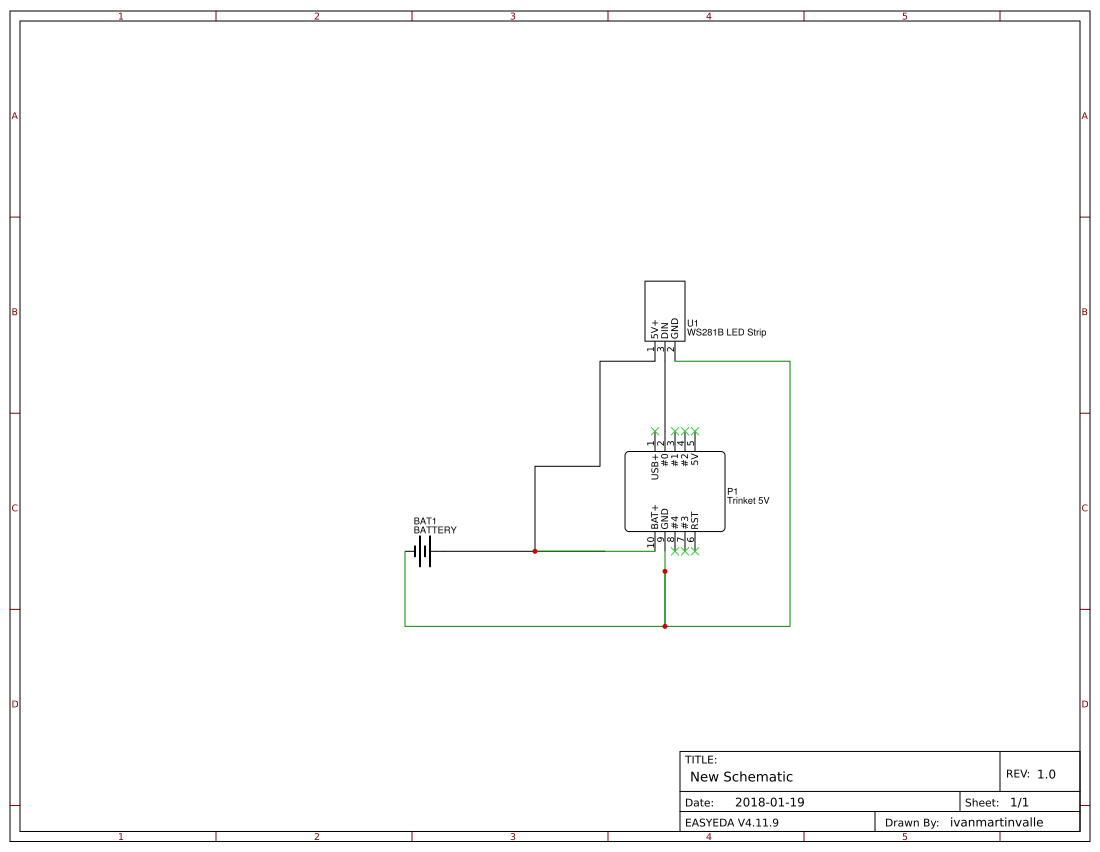 1 2 3 4 5
A A
B B
5V+
DIN
GND
U1
WS281B LED Strip
1 3 2
1 2 3 4 5
USB+
#0
#1
#2
5V
P1
Trinket 5V
C C
BAT+
GND
#4
#3
RST
BAT1
BATTERY
10 9 8 7 6
D D
TITLE:
New Schematic
REV: 1.0
Date: 2018-01-19
Sheet: 1/1
EASYEDA V4.11.9
Drawn By: ivanmartinvalle
1 2 3 4 5